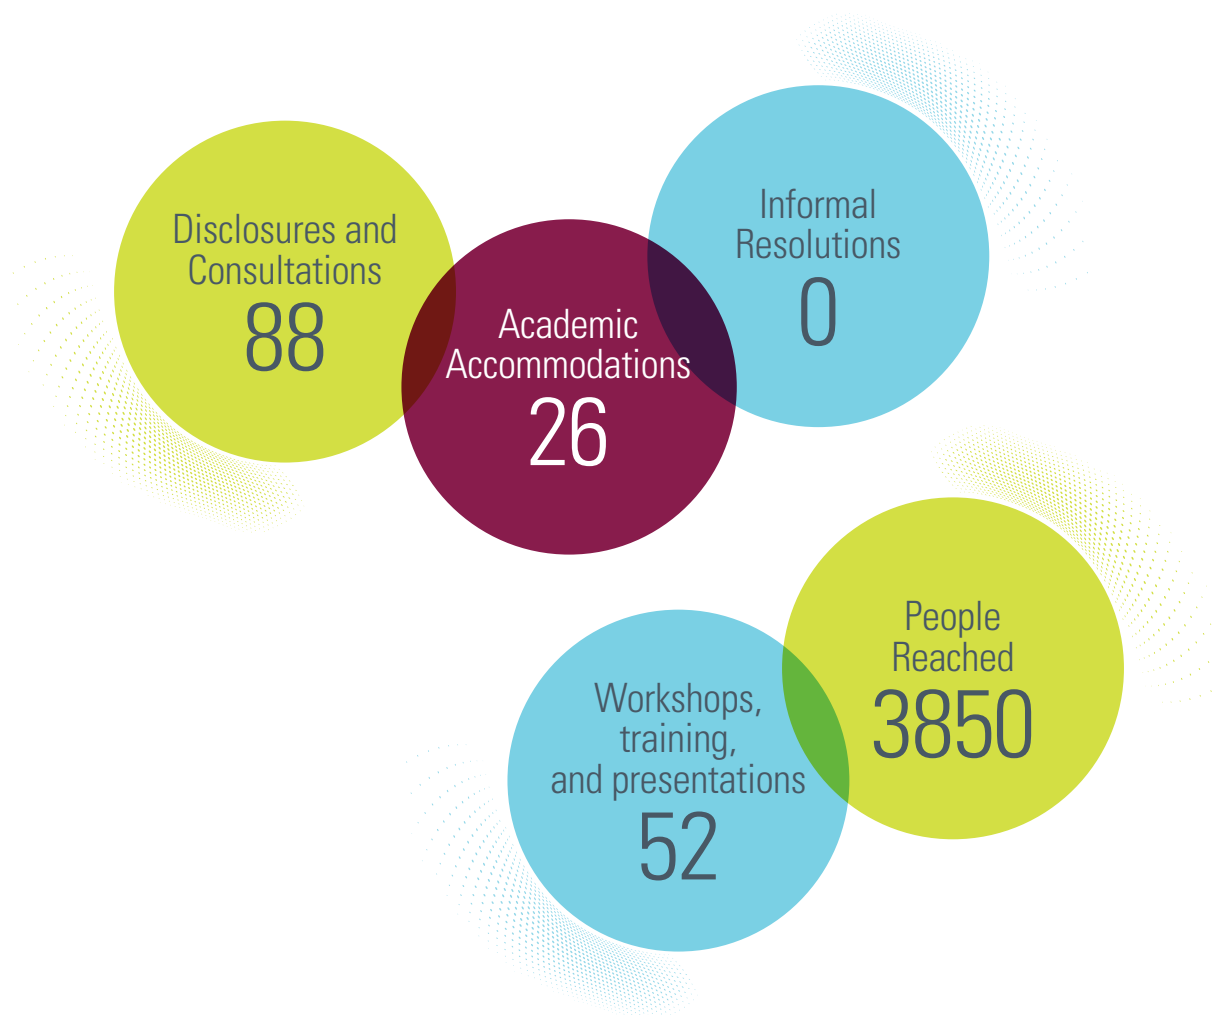 Disclosures and
Consultations
88
Academic
Accommodations
26
Informal
Resolutions
0
People
Reached
3850
Workshops,
training,
and presentations
52